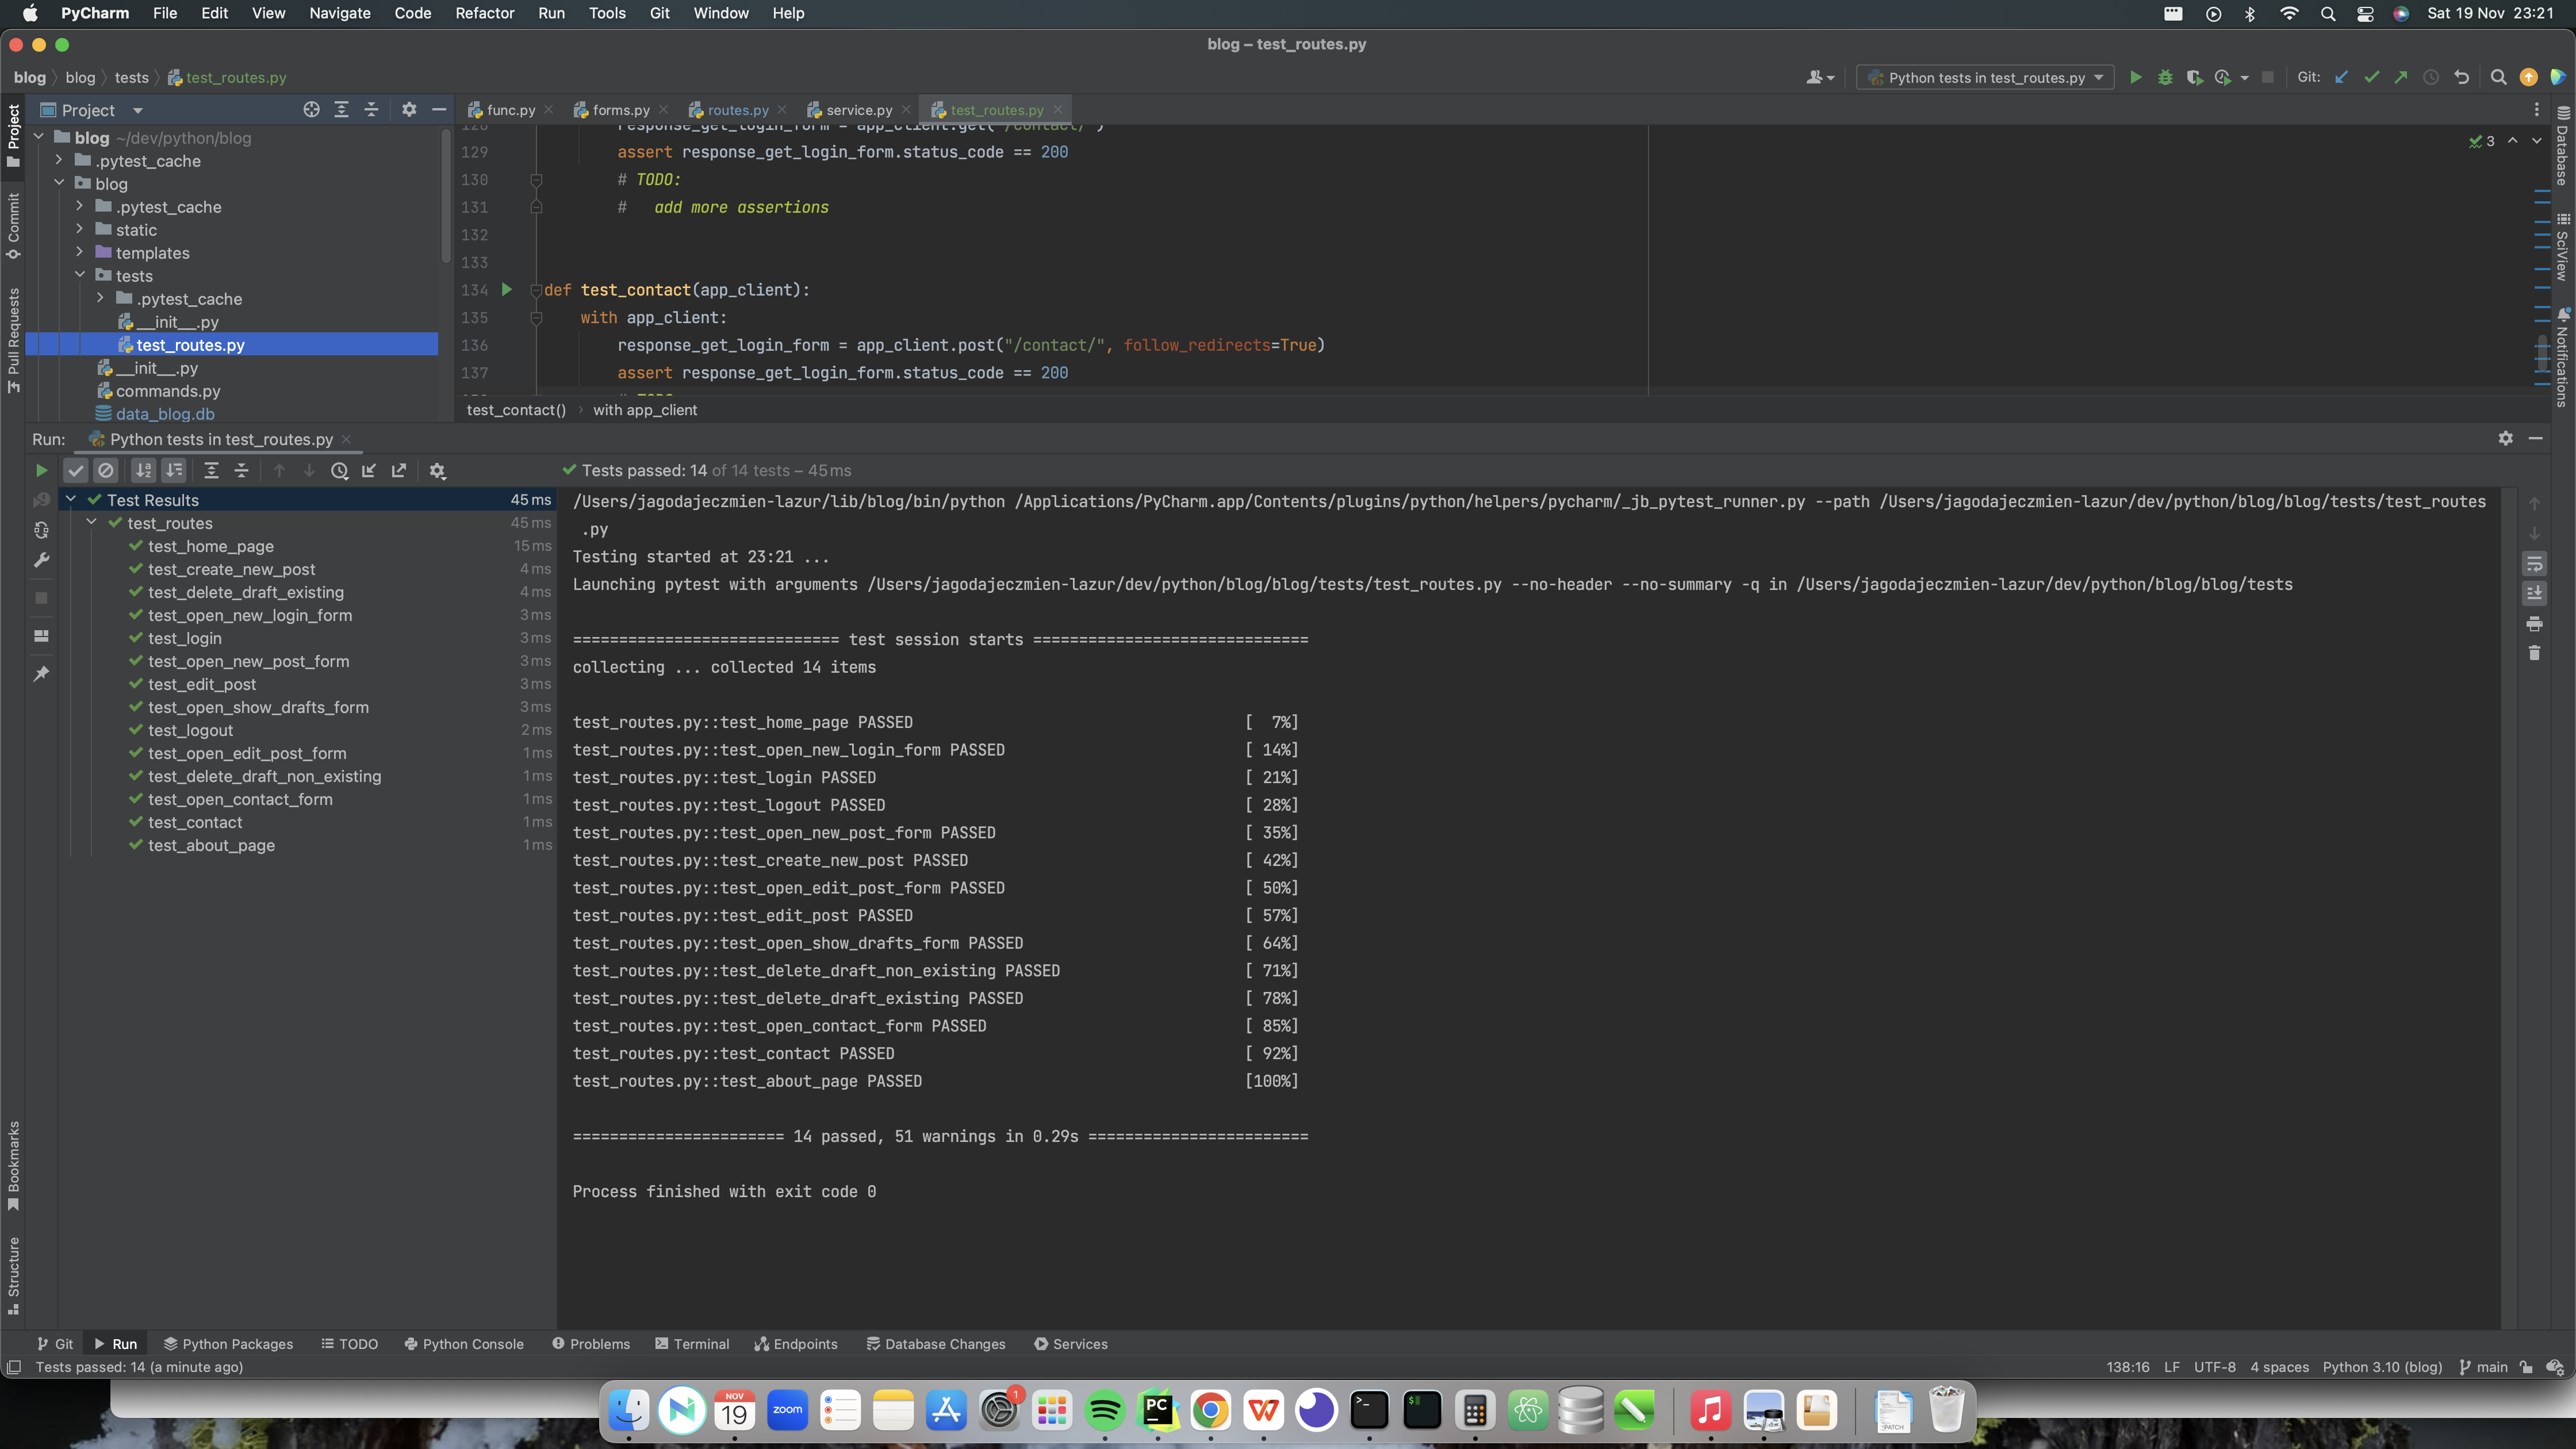 PyCharm File Edit View Navigate Code Refactor Run Tools Git Window Help Sat 19 Nov 23:21
blog – test_routes.py
blog blog tests test_routes.py Python tests in test_routes.py Git:
Project func.py forms.py routes.py service.py test_routes.py
blog ~/dev/python/blog
.pytest_cache
blog
.pytest_cache
static
templates
tests
.pytest_cache
__init__.py
test_routes.py
__init__.py
commands.py
data_blog.db
128 response_get_login_form = app_client.get("/contact/")
129 assert response_get_login_form.status_code == 200
130 # TODO:
131 # add more assertions
132
133
134 def test_contact(app_client):
135 with app_client:
136 response_get_login_form = app_client.post("/contact/", follow_redirects=True)
137 assert response_get_login_form.status_code == 200
3
test_contact() with app_client
Project
Commit
Pull Requests
Bookmarks
Structure
Database
SciView
Notifications
Run: Python tests in test_routes.py
Tests passed: 14 of 14 tests – 45 ms
Test Results 45 ms
test_routes 45 ms
test_home_page 15 ms
test_create_new_post 4 ms
test_delete_draft_existing 4 ms
test_open_new_login_form 3 ms
test_login 3 ms
test_open_new_post_form 3 ms
test_edit_post 3 ms
test_open_show_drafts_form 3 ms
test_logout 2 ms
test_open_edit_post_form 1 ms
test_delete_draft_non_existing 1 ms
test_open_contact_form 1 ms
test_contact 1 ms
test_about_page 1 ms
/Users/jagodajeczmien-lazur/lib/blog/bin/python /Applications/PyCharm.app/Contents/plugins/python/helpers/pycharm/_jb_pytest_runner.py --path /Users/jagodajeczmien-lazur/dev/python/blog/blog/tests/test_routes
.py
Testing started at 23:21 ...
Launching pytest with arguments /Users/jagodajeczmien-lazur/dev/python/blog/blog/tests/test_routes.py --no-header --no-summary -q in /Users/jagodajeczmien-lazur/dev/python/blog/blog/tests
============================= test session starts ==============================
collecting ... collected 14 items
test_routes.py::test_home_page PASSED [ 7%]
test_routes.py::test_open_new_login_form PASSED [ 14%]
test_routes.py::test_login PASSED [ 21%]
test_routes.py::test_logout PASSED [ 28%]
test_routes.py::test_open_new_post_form PASSED [ 35%]
test_routes.py::test_create_new_post PASSED [ 42%]
test_routes.py::test_open_edit_post_form PASSED [ 50%]
test_routes.py::test_edit_post PASSED [ 57%]
test_routes.py::test_open_show_drafts_form PASSED [ 64%]
test_routes.py::test_delete_draft_non_existing PASSED [ 71%]
test_routes.py::test_delete_draft_existing PASSED [ 78%]
test_routes.py::test_open_contact_form PASSED [ 85%]
test_routes.py::test_contact PASSED [ 92%]
test_routes.py::test_about_page PASSED [100%]
======================= 14 passed, 51 warnings in 0.29s ========================
Process finished with exit code 0
Git Run Python Packages TODO Python Console Problems Terminal Endpoints Database Changes Services
Tests passed: 14 (a minute ago) 138:16 LF UTF-8 4 spaces Python 3.10 (blog) main
NOV
19
zoom
1
PC
PATCH